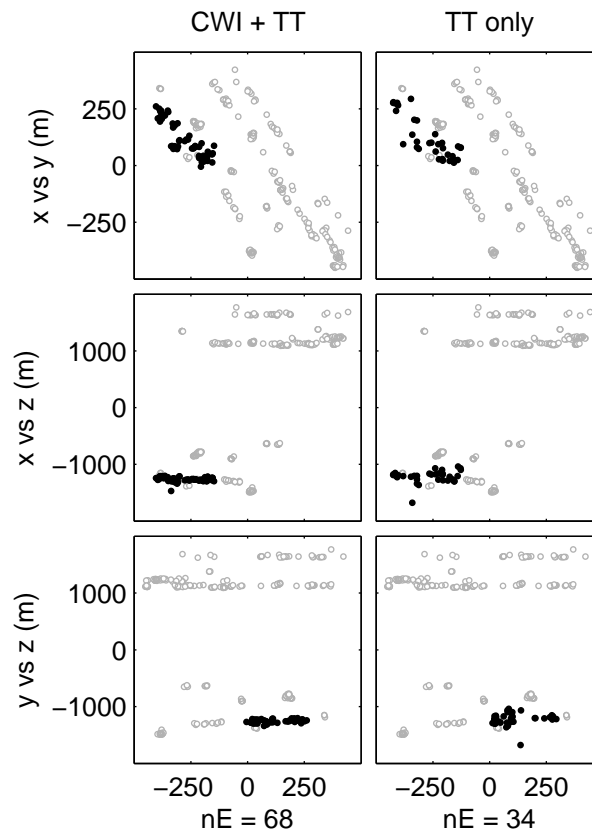 CWI + TT
TT only
x vs y (m)
250
0
−250
x vs z (m)
1000
0
−1000
y vs z (m)
1000
0
−1000
−250 0 250
−250 0 250
nE = 68
nE = 34